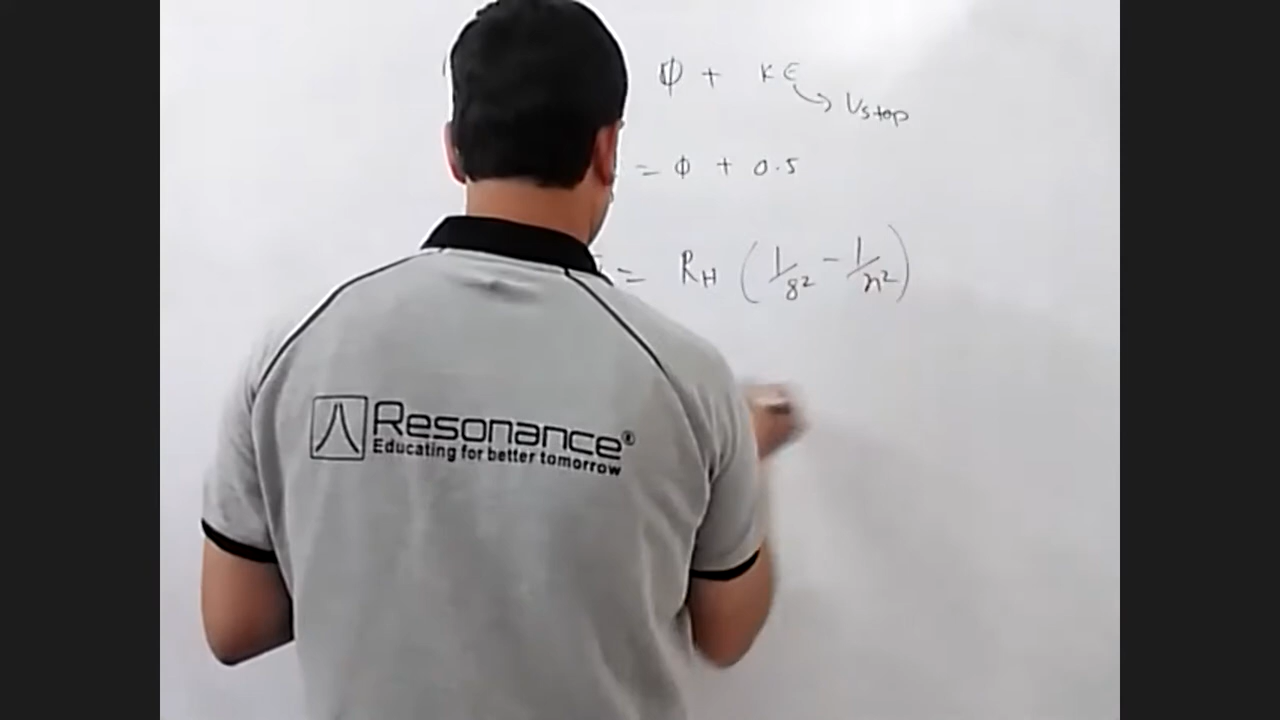 φ + KE
→ Vstop
= φ + 0.5
= RH (1/8² - 1/n²)
Resonance®
Educating for better tomorrow